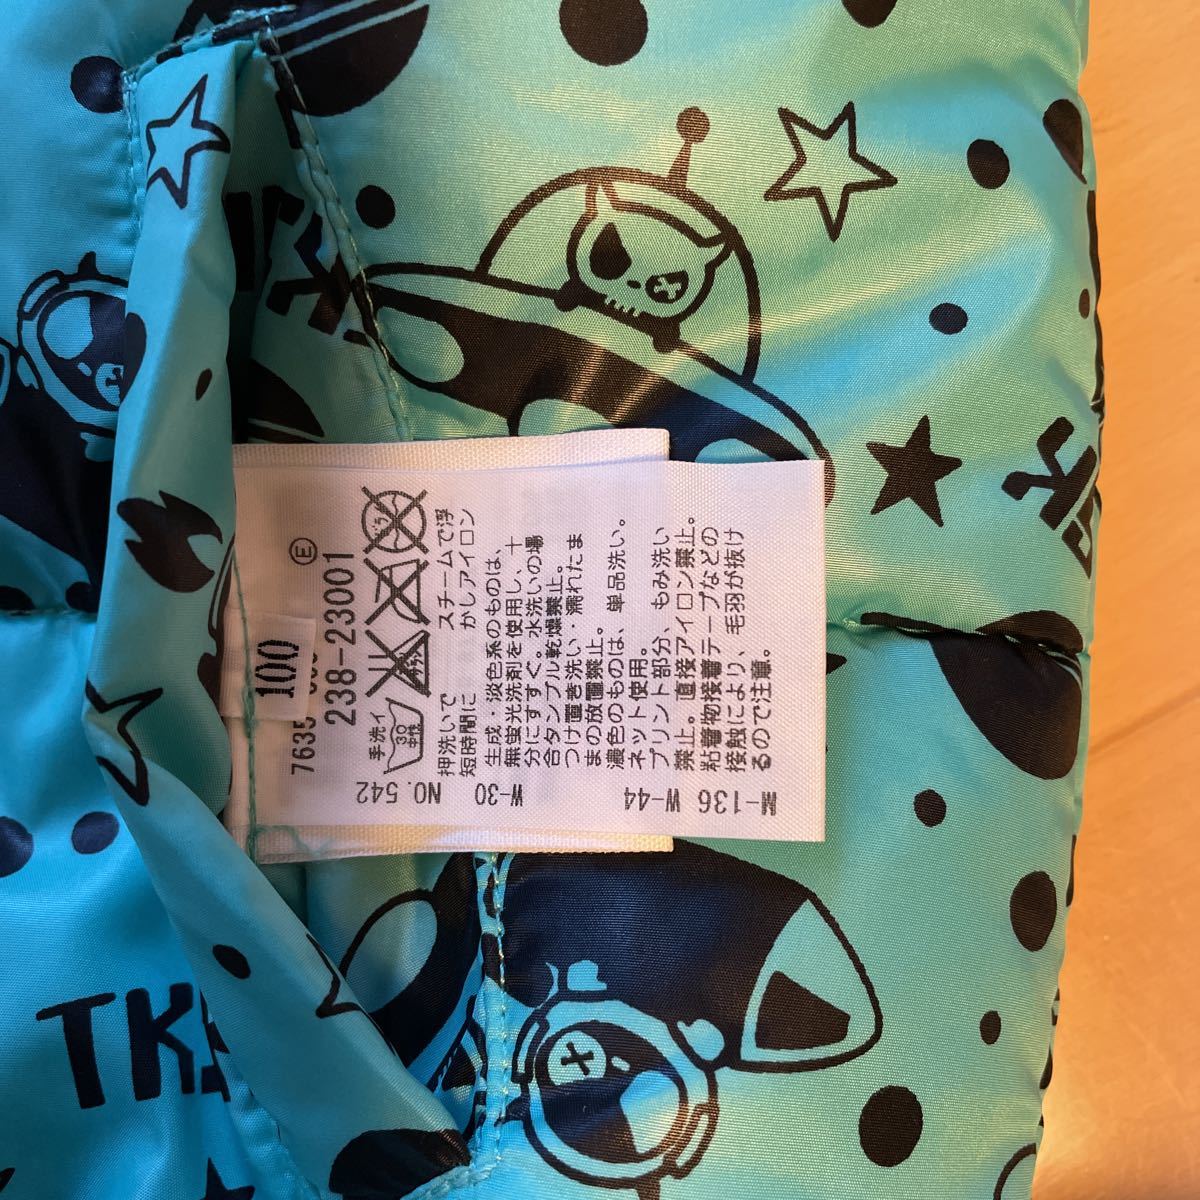 100
Ⓔ
238-23001
手洗イ
30
中性
押洗いで
短時間に
スチームで浮
かしアイロン
生成・淡色系のものは、
無蛍光洗剤を使用し、十
分にすすぐ。水洗いの場
合タンブル乾燥禁止。
つけ置き洗い・濡れたま
まの放置禁止。
濃色のものは、単品洗い。
ネット使用。
プリント部分、もみ洗い
禁止。直接アイロン禁止。
粘着物接着テープなどの
接触により、毛羽が抜け
るので注意。
NO.542
W-30
W-44
M-136